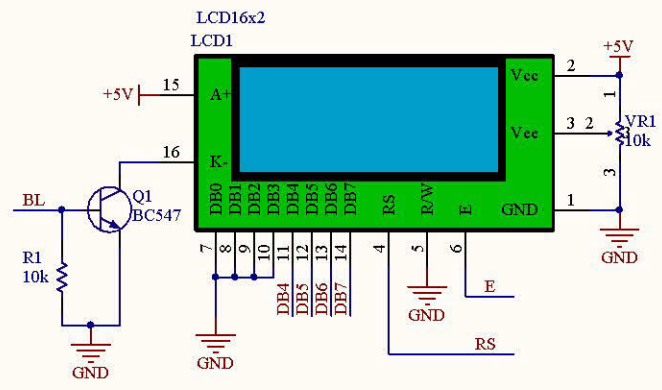 LCD16x2
LCD1
+5V
15
A+
Vcc
2
+5V
1
Vee
3
2
VR1
10k
3
16
K-
Q1
BC547
BL
R1
10k
GND
DB0
DB1
DB2
DB3
DB4
DB5
DB6
DB7
RS
R/W
E
GND
1
GND
7
8
9
10
11
12
13
14
4
5
6
DB4
DB5
DB6
DB7
GND
GND
E
RS